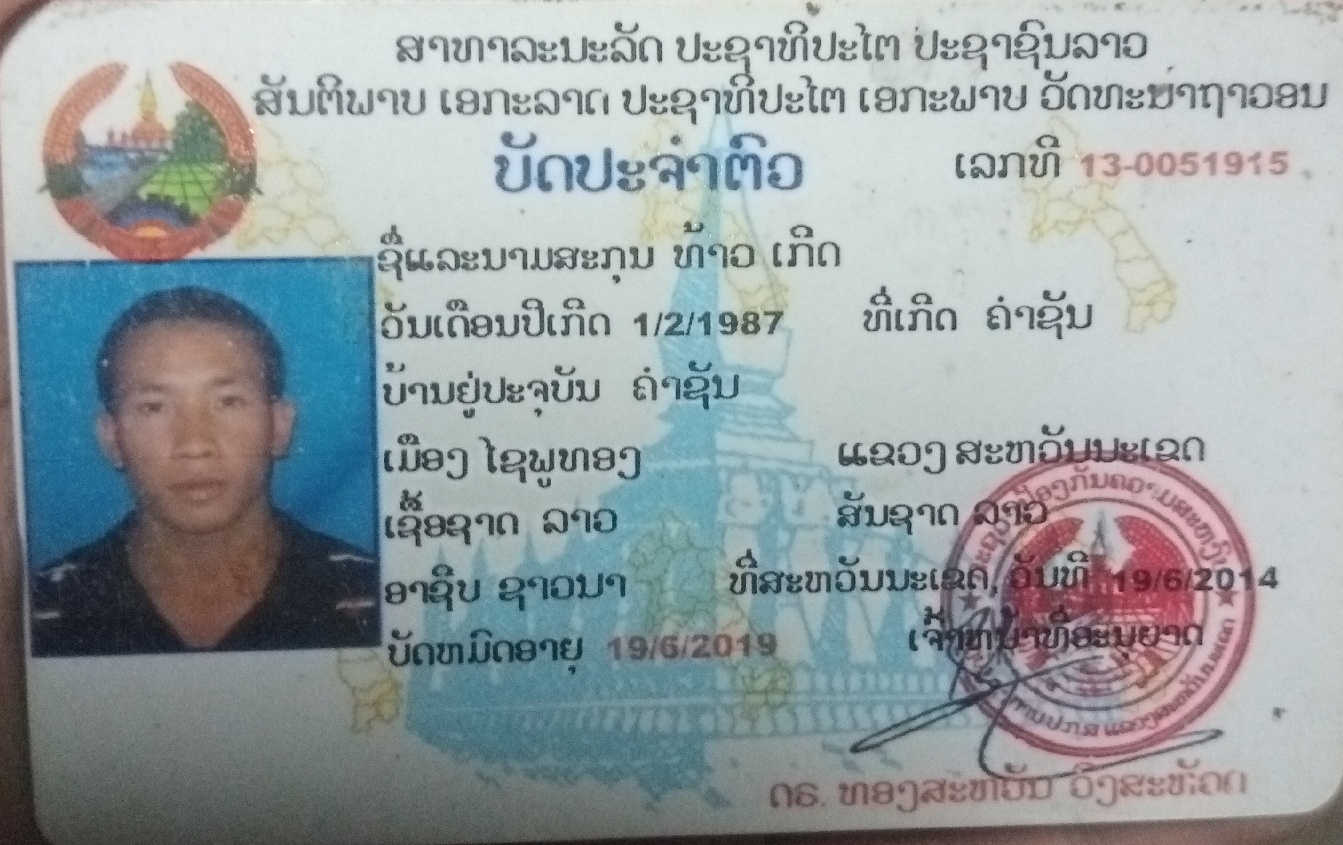 ສາທາລະນະລັດ ປະຊາທິປະໄຕ ປະຊາຊົນລາວ
ສັນຕິພາບ ເອກະລາດ ປະຊາທິປະໄຕ ເອກະພາບ ວັດທະນາຖາວອນ
ບັດປະຈຳຕົວ
ເລກທີ 13-0051915
ຊື່ແລະນາມສະກຸນ ທ້າວ ເກີດ
ວັນເດືອນປີເກີດ 1/2/1987 ທີ່ເກີດ ຄຳຊັນ
ບ້ານຢູ່ປະຈຸບັນ ຄຳຊັນ
ເມືອງ ໄຊພູທອງ ແຂວງ ສະຫວັນນະເຂດ
ເຊື້ອຊາດ ລາວ ສັນຊາດ ລາວ
ອາຊີບ ຊາວນາ ທີ່ສະຫວັນນະເຂດ, ວັນທີ 19/6/2014
ບັດຫມົດອາຍຸ 19/6/2019 ເຈົ້າຫນ້າທີ່ອະນຸຍາດ
ປ້ອງກັນຄວາມສະຫງົບ
ດຣ. ທອງສະຫວັນ